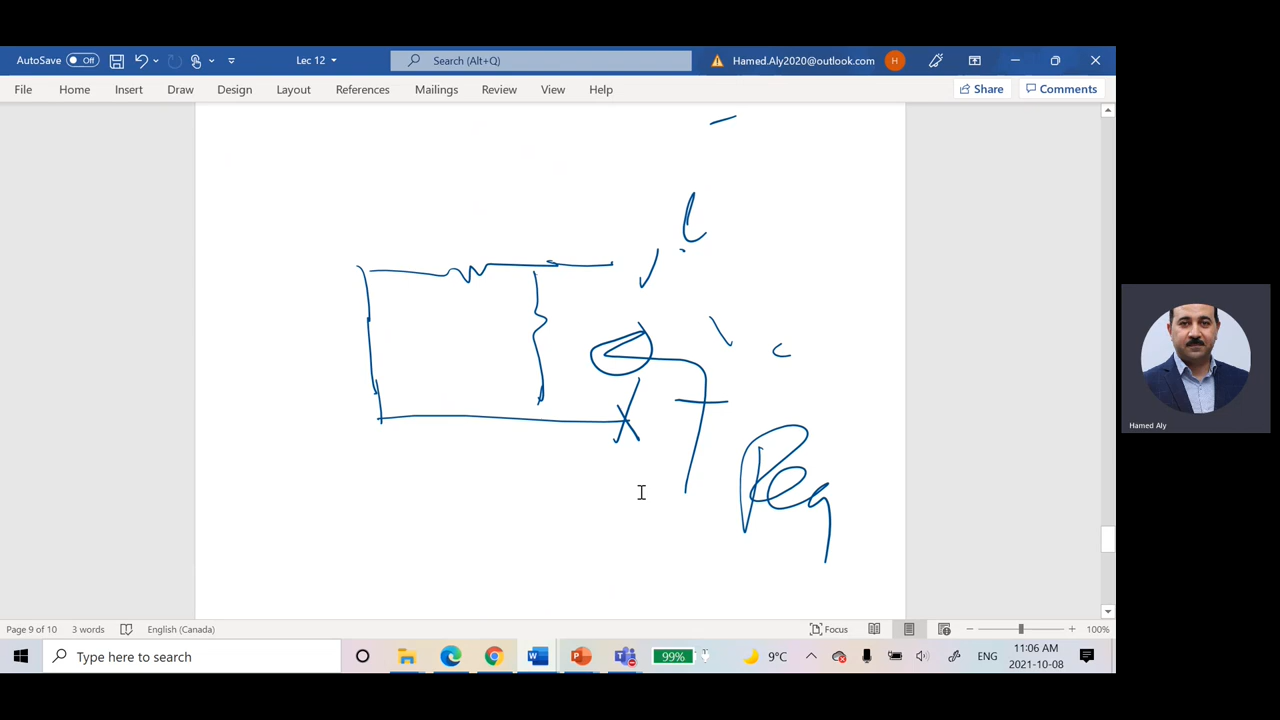 AutoSave Off Lec 12 Search (Alt+Q) Hamed.Aly2020@outlook.com H
File Home Insert Draw Design Layout References Mailings Review View Help Share Comments
Req
Hamed Aly
Page 9 of 10 3 words English (Canada) Focus 100%
Type here to search 99% 9°C ENG 11:06 AM
2021-10-08